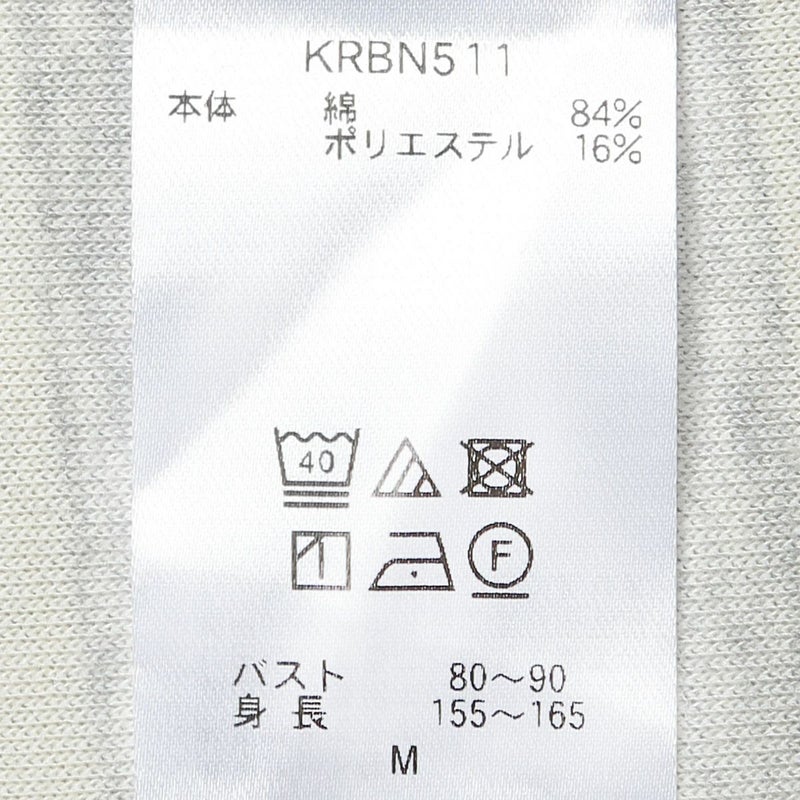 KRBN511
本体 綿 84%
ポリエステル 16%
40
F
バスト 80～90
身長 155～165
M